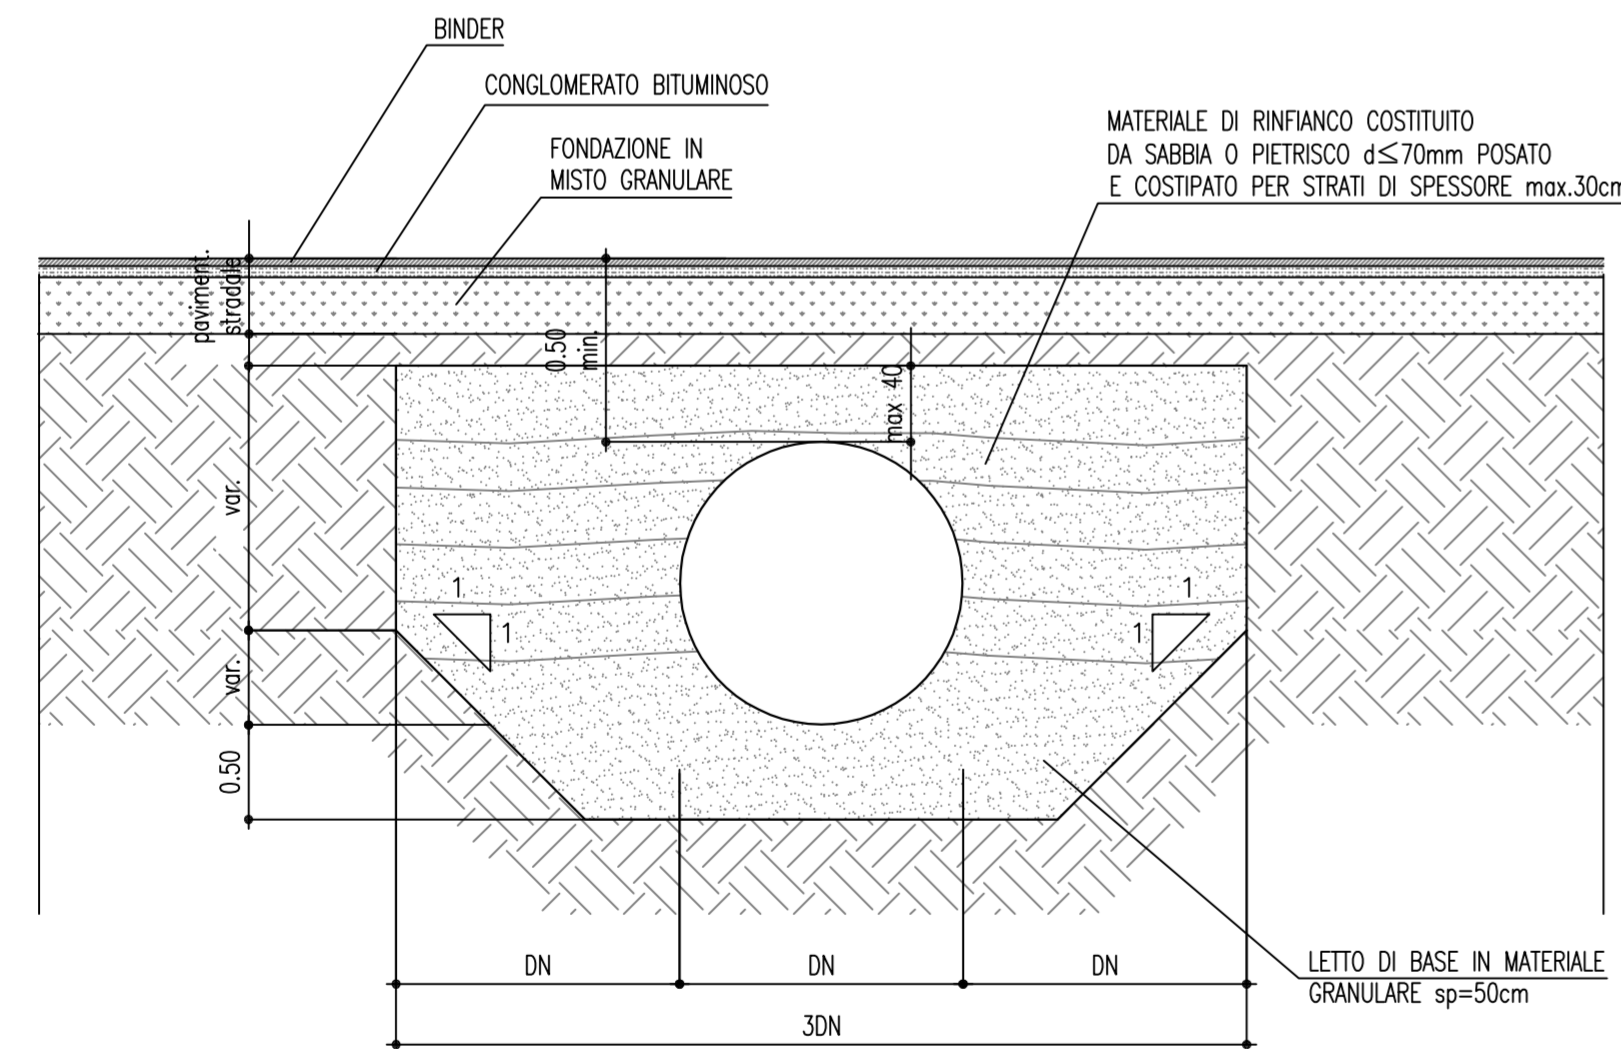 BINDER
CONGLOMERATO BITUMINOSO
FONDAZIONE IN
MISTO GRANULARE
MATERIALE DI RINFIANCO COSTITUITO
DA SABBIA O PIETRISCO d≤70mm POSATO
E COSTIPATO PER STRATI DI SPESSORE max.30cm
paviment.
stradale
0.50
min.
max 40
var.
1
1
1
1
var.
0.50
DN
DN
DN
3DN
LETTO DI BASE IN MATERIALE
GRANULARE sp=50cm